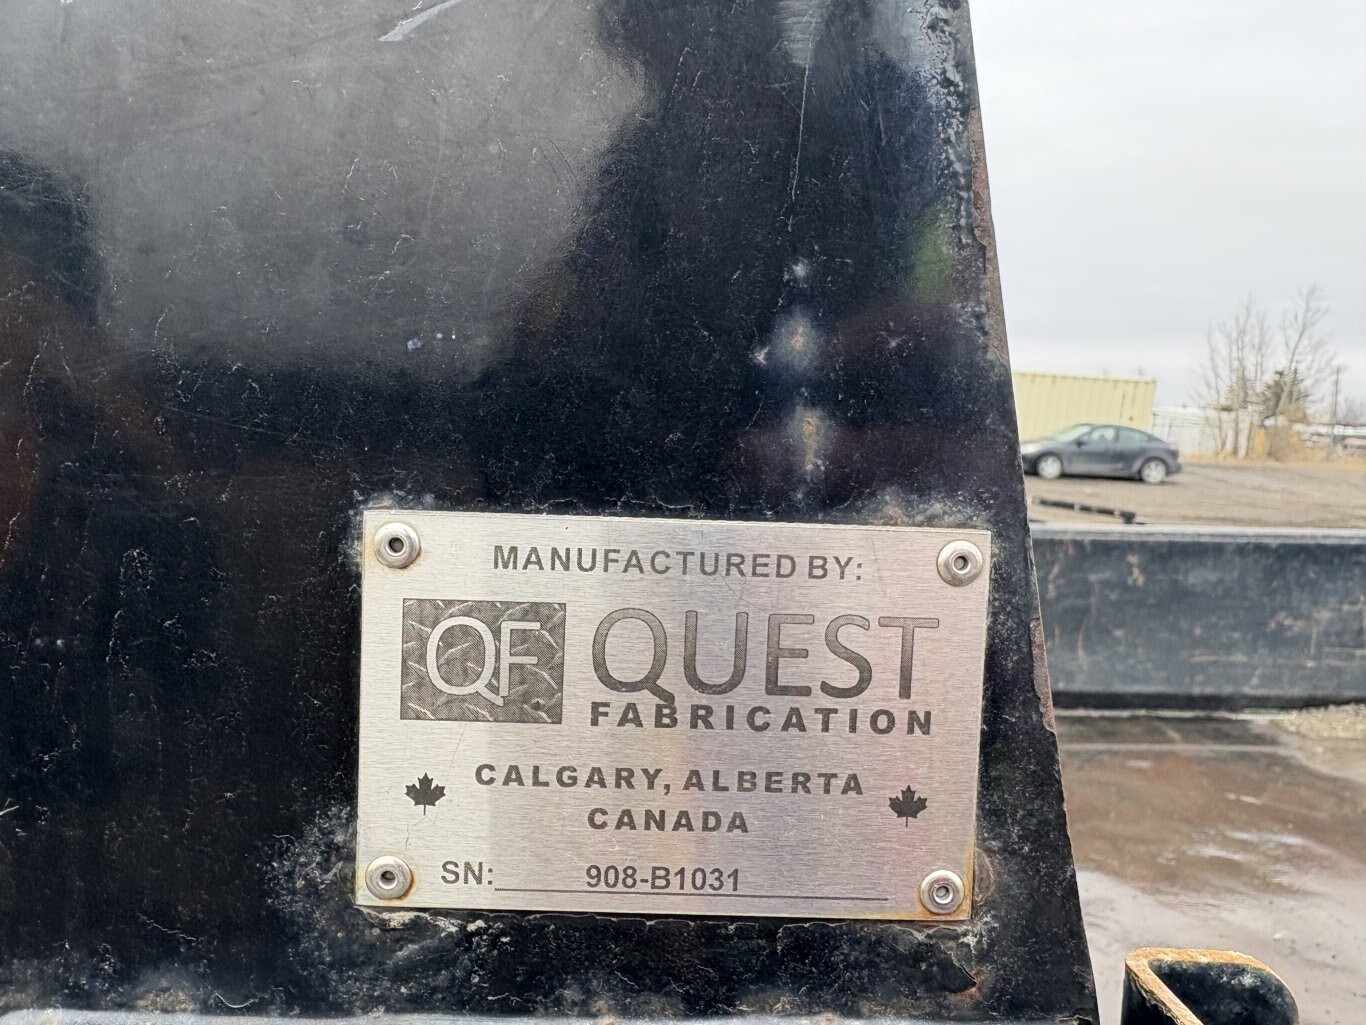 MANUFACTURED BY:
QF QUEST
FABRICATION
CALGARY, ALBERTA
CANADA
SN: 908-B1031